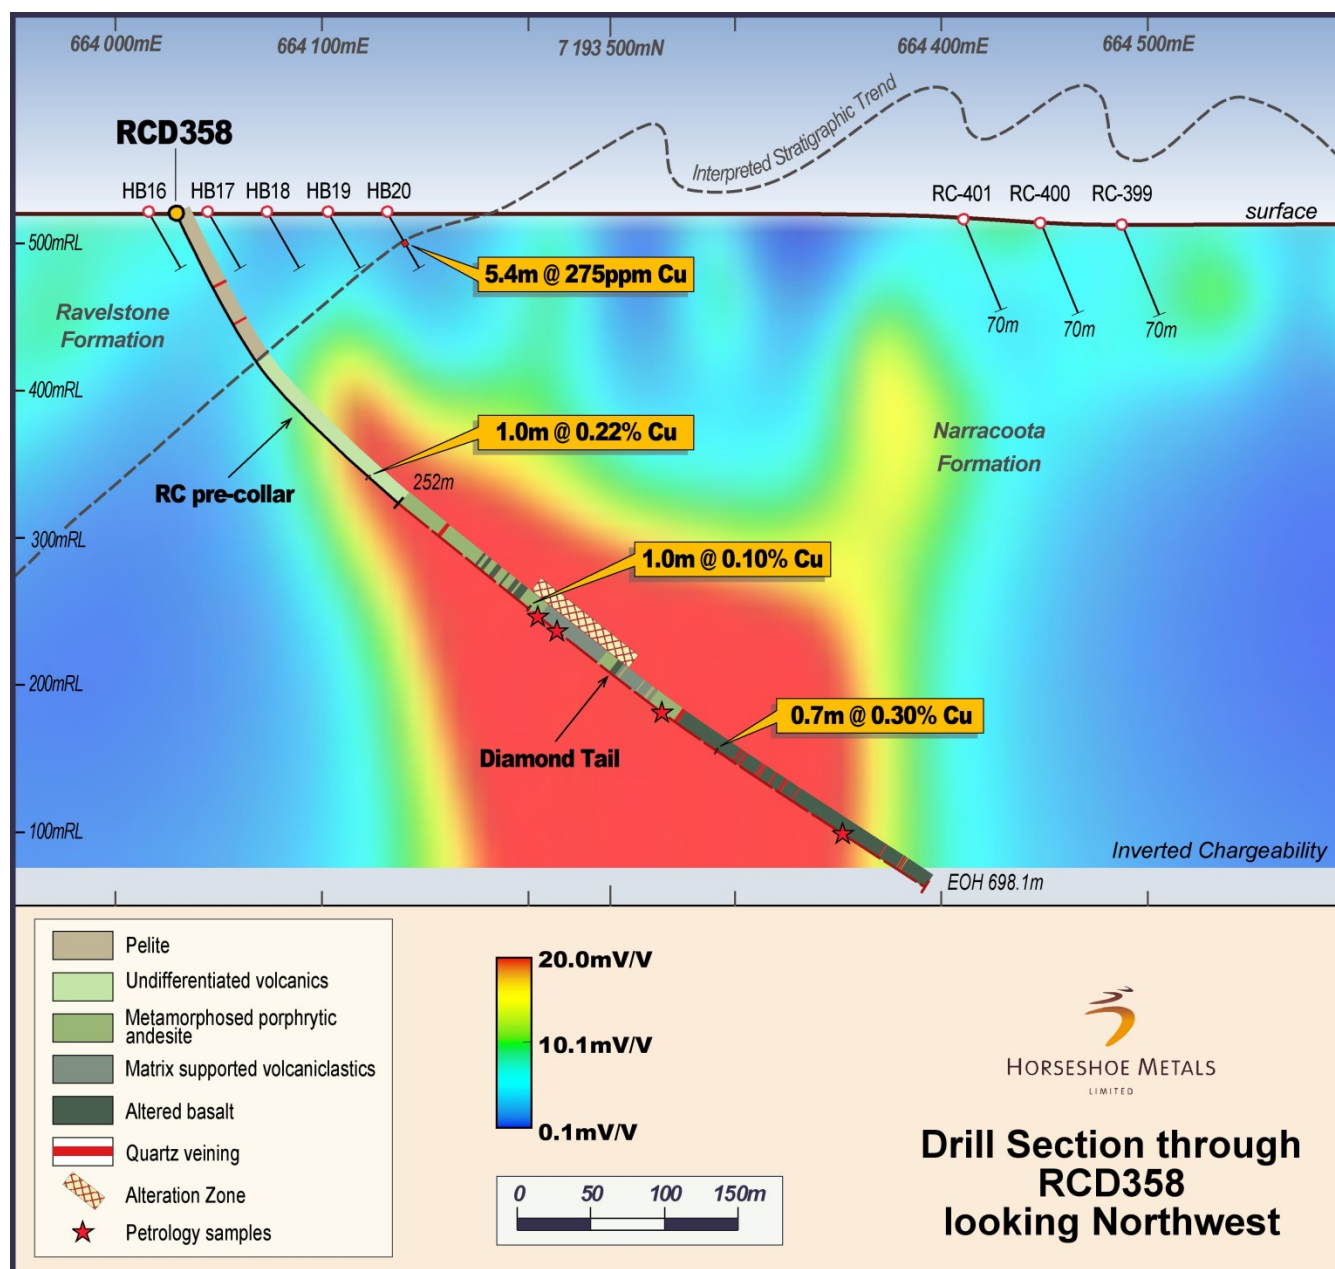 664 000mE
664 100mE
7 193 500mN
664 400mE
664 500mE
RCD358
Interpreted Stratigraphic Trend
HB16
HB17
HB18
HB19
HB20
RC-401
RC-400
RC-399
surface
500mRL
5.4m @ 275ppm Cu
Ravelstone
Formation
70m
70m
70m
400mRL
1.0m @ 0.22% Cu
Narracoota
Formation
RC pre-collar
252m
300mRL
1.0m @ 0.10% Cu
200mRL
0.7m @ 0.30% Cu
Diamond Tail
100mRL
Inverted Chargeability
EOH 698.1m
Pelite
Undifferentiated volcanics
Metamorphosed porphrytic
andesite
Matrix supported volcaniclastics
Altered basalt
Quartz veining
Alteration Zone
Petrology samples
20.0mV/V
10.1mV/V
0.1mV/V
0 50 100 150m
HORSESHOE METALS
LIMITED
Drill Section through
RCD358
looking Northwest